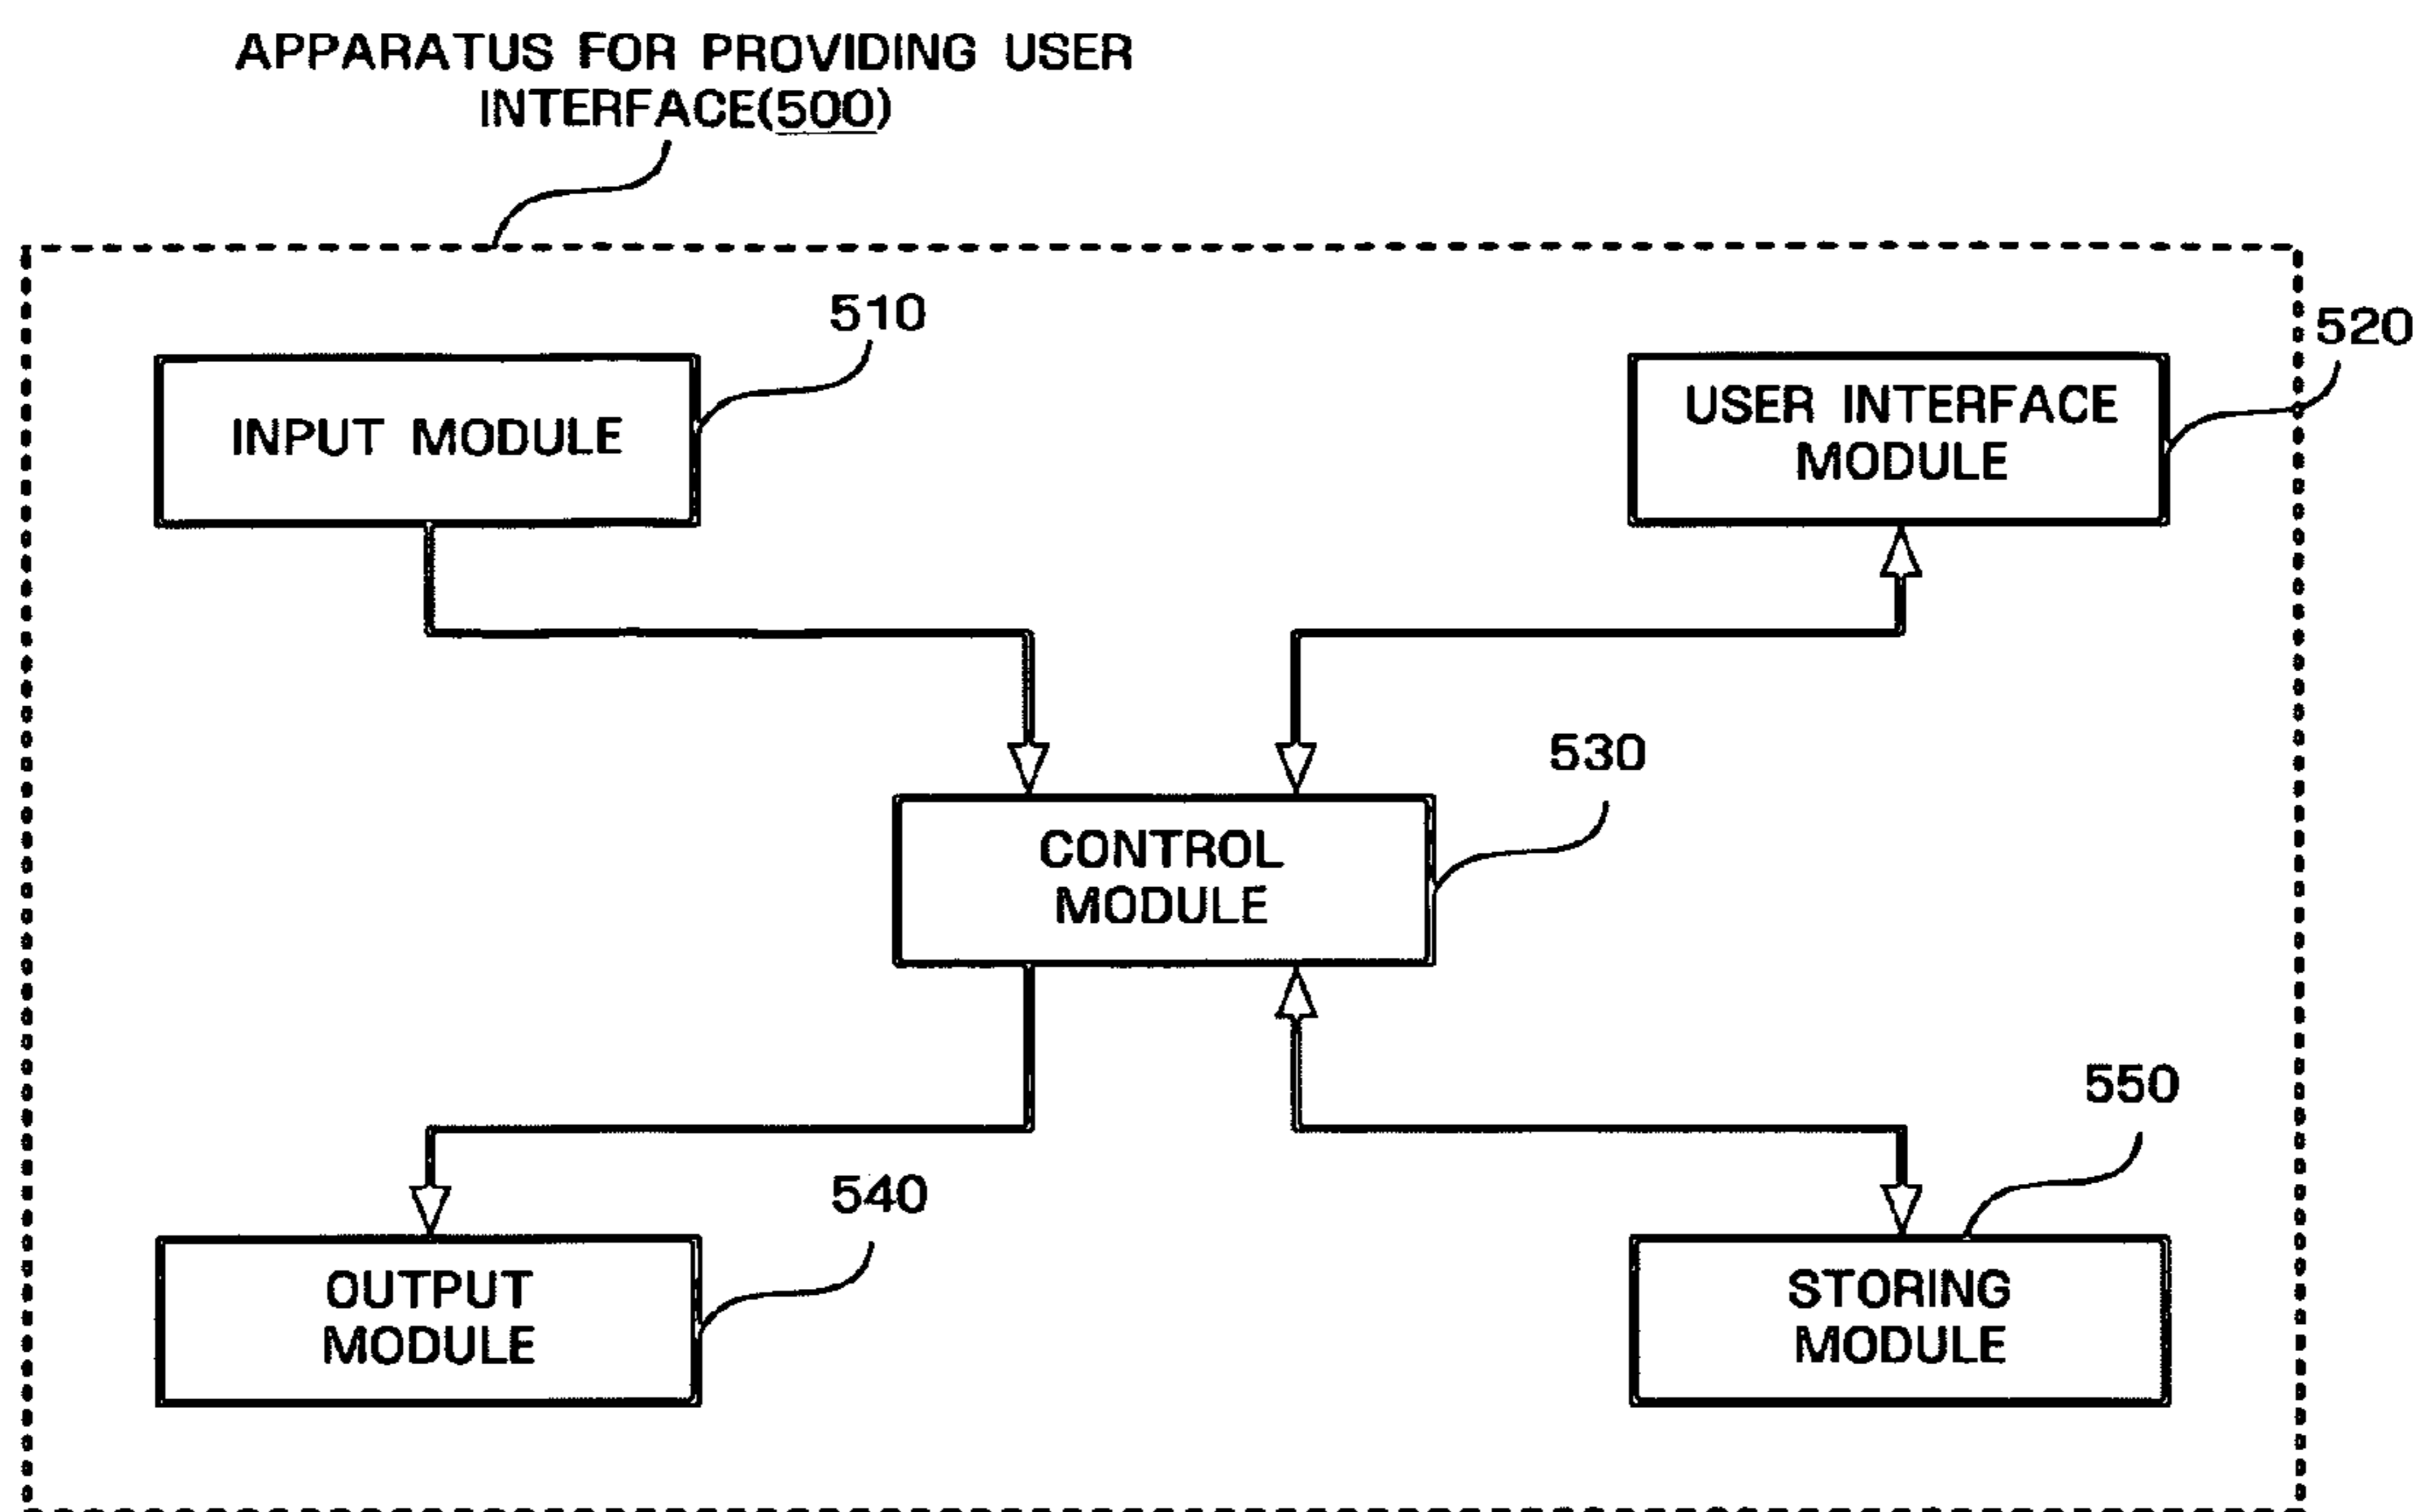 APPARATUS FOR PROVIDING USER
INTERFACE(500)
510
520
INPUT MODULE
USER INTERFACE
MODULE
530
CONTROL
MODULE
550
540
OUTPUT
MODULE
STORING
MODULE